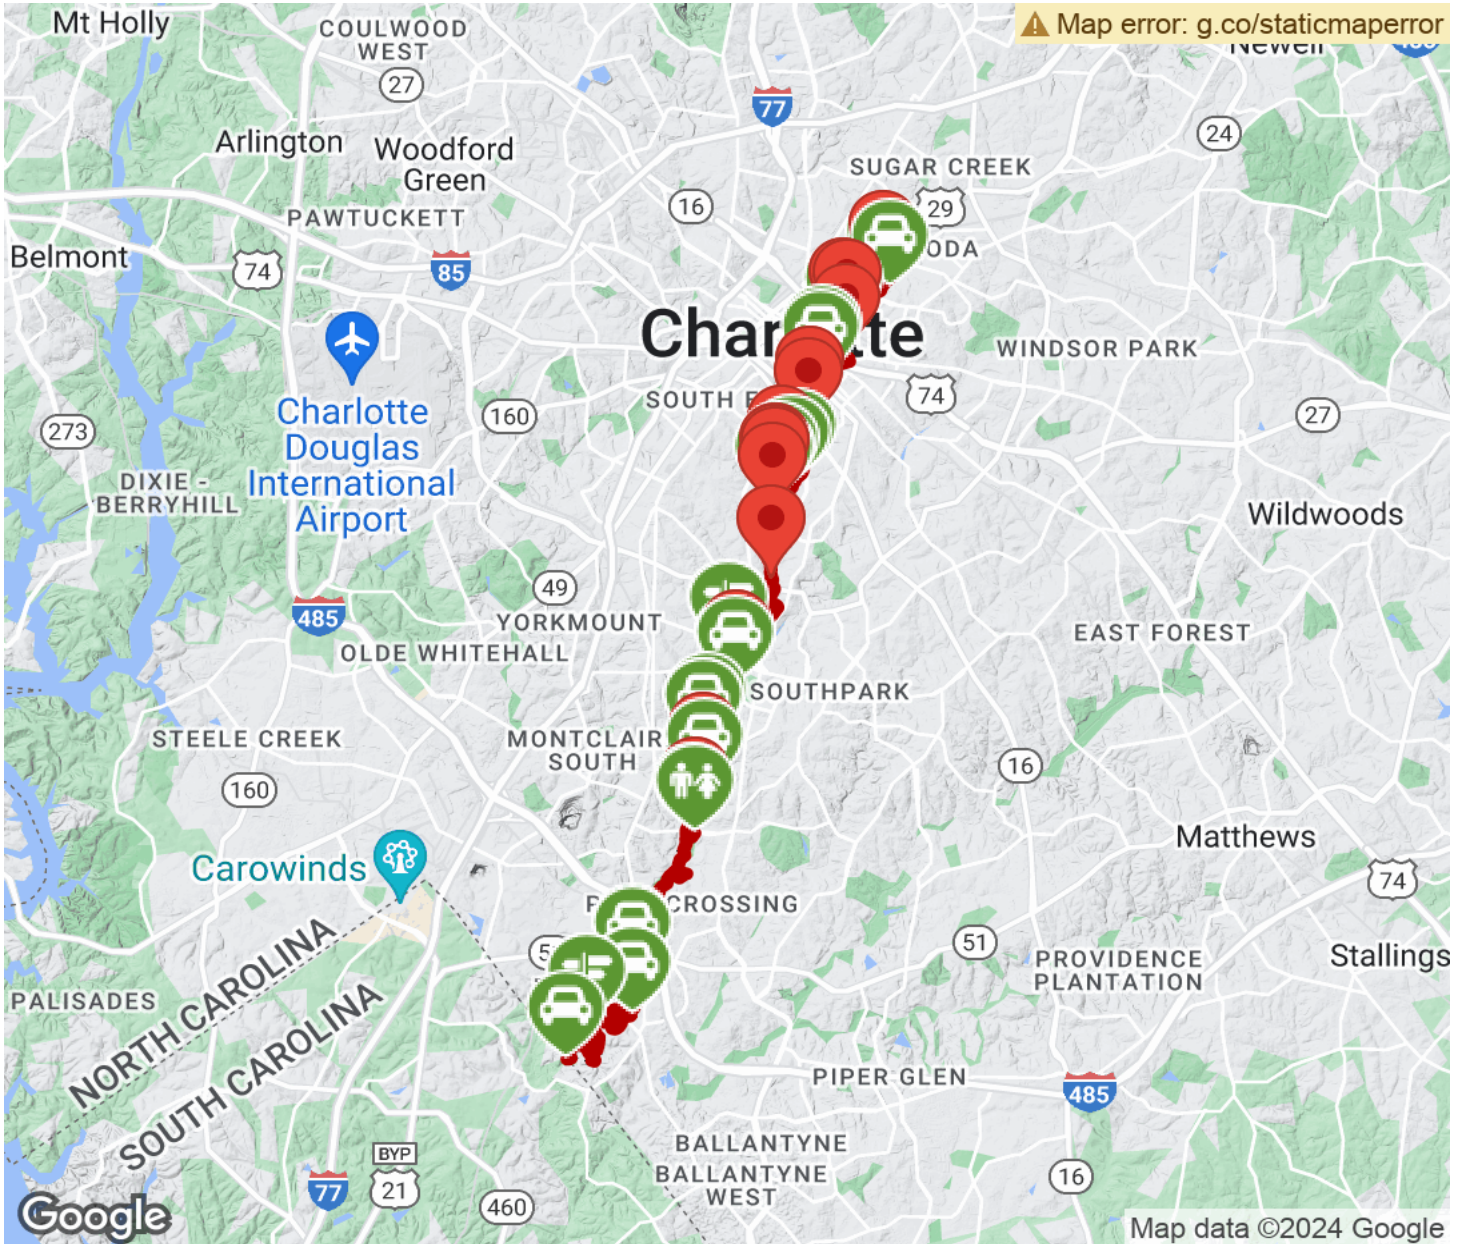 Mt Holly
COULWOOD
WEST
27
77
⚠ Map error: g.co/staticmaperror
Newell
24
Arlington
Woodford
Green
SUGAR CREEK
16
29
PAWTUCKETT
ODA
Belmont
74
85
Char
tte
WINDSOR PARK
SOUTH E
74
27
160
273
Charlotte
Douglas
International
Airport
DIXIE -
BERRYHILL
Wildwoods
49
485
YORKMOUNT
EAST FOREST
OLDE WHITEHALL
SOUTHPARK
STEELE CREEK
MONTCLAIR
SOUTH
16
160
Matthews
Carowinds
74
CROSSING
51
PROVIDENCE
PLANTATION
Stallings
PALISADES
NORTH CAROLINA
SOUTH CAROLINA
PIPER GLEN
485
BALLANTYNE
BALLANTYNE
WEST
BYP
21
77
460
16
Google
Map data ©2024 Google